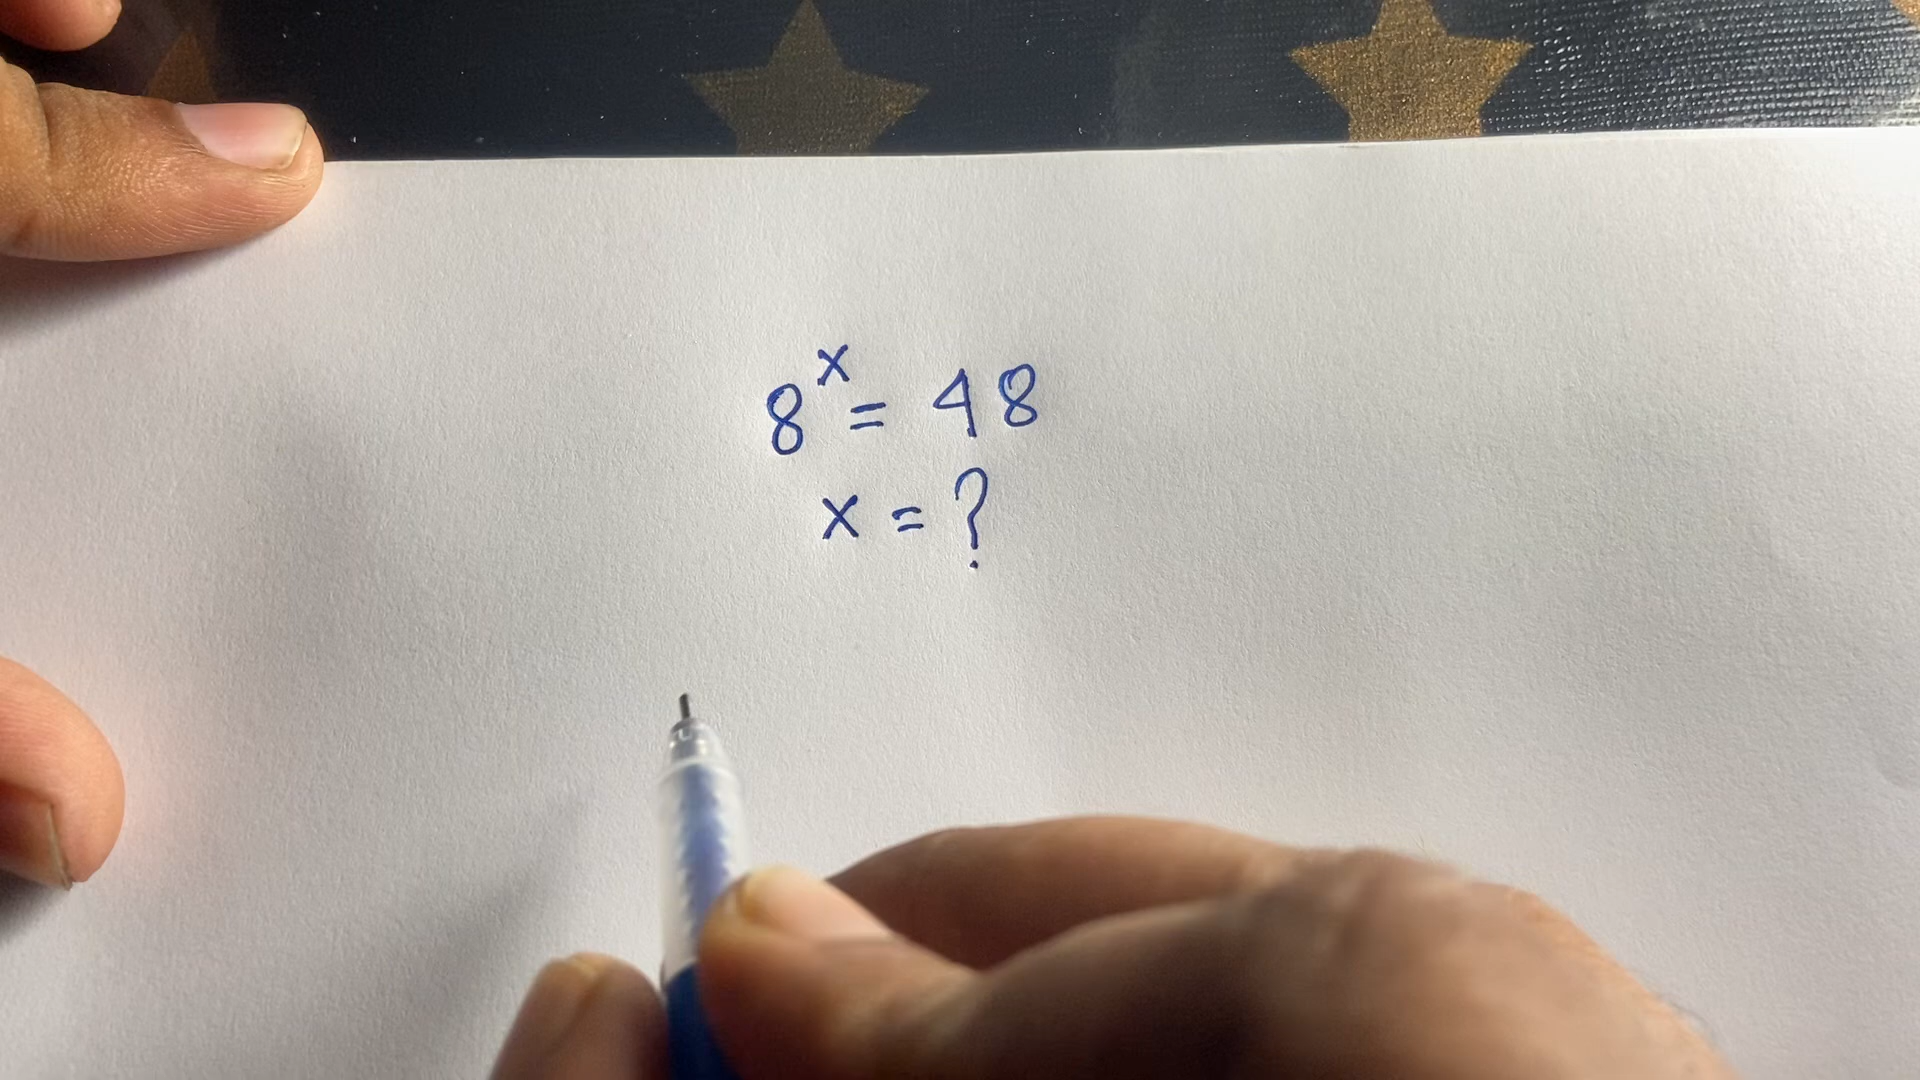 8^x = 48
x = ?